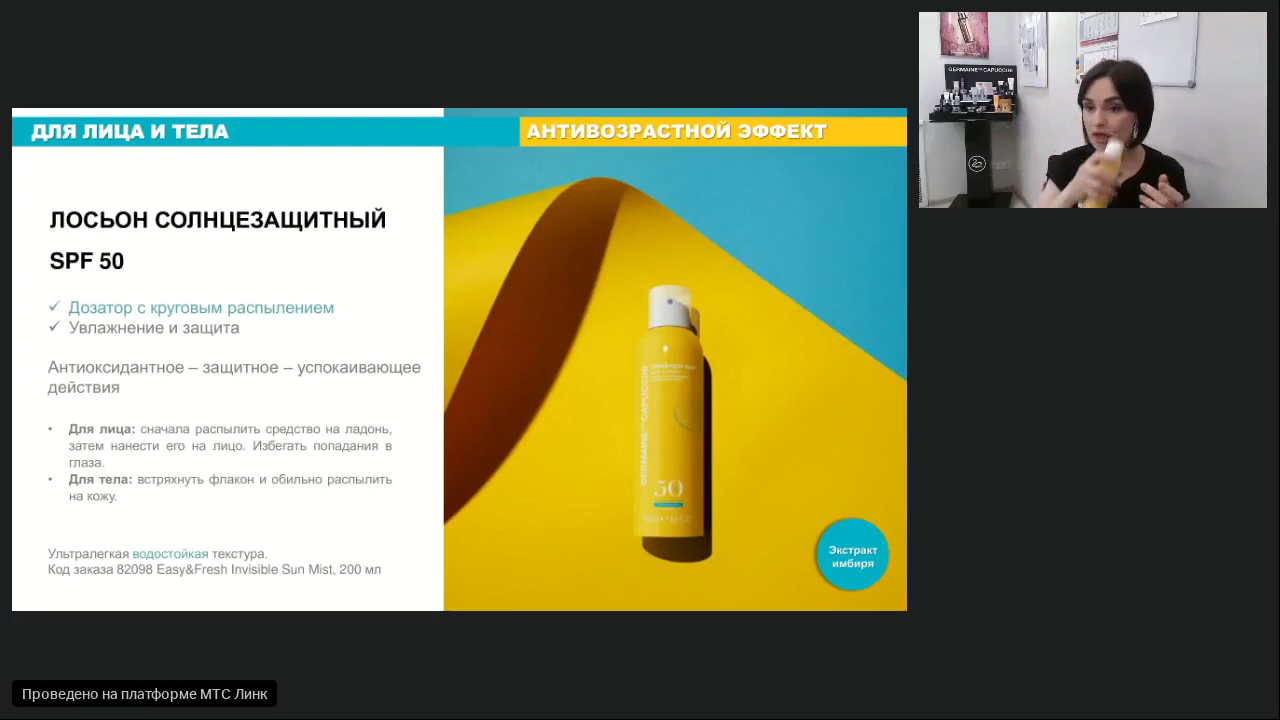 ДЛЯ ЛИЦА И ТЕЛА
АНТИВОЗРАСТНОЙ ЭФФЕКТ
ЛОСЬОН СОЛНЦЕЗАЩИТНЫЙ
SPF 50
Дозатор с круговым распылением
Увлажнение и защита
Антиоксидантное – защитное – успокаивающее
действия
• Для лица: сначала распылить средство на ладонь,
затем нанести его на лицо. Избегать попадания в
глаза.
• Для тела: встряхнуть флакон и обильно распылить
на кожу.
Ультралегкая водостойкая текстура.
Код заказа 82098 Easy&Fresh Invisible Sun Mist, 200 мл
GERMAINE DE CAPUCCINI
50
Экстракт
имбиря
GERMAINE DE CAPUCCINI
Проведено на платформе МТС Линк